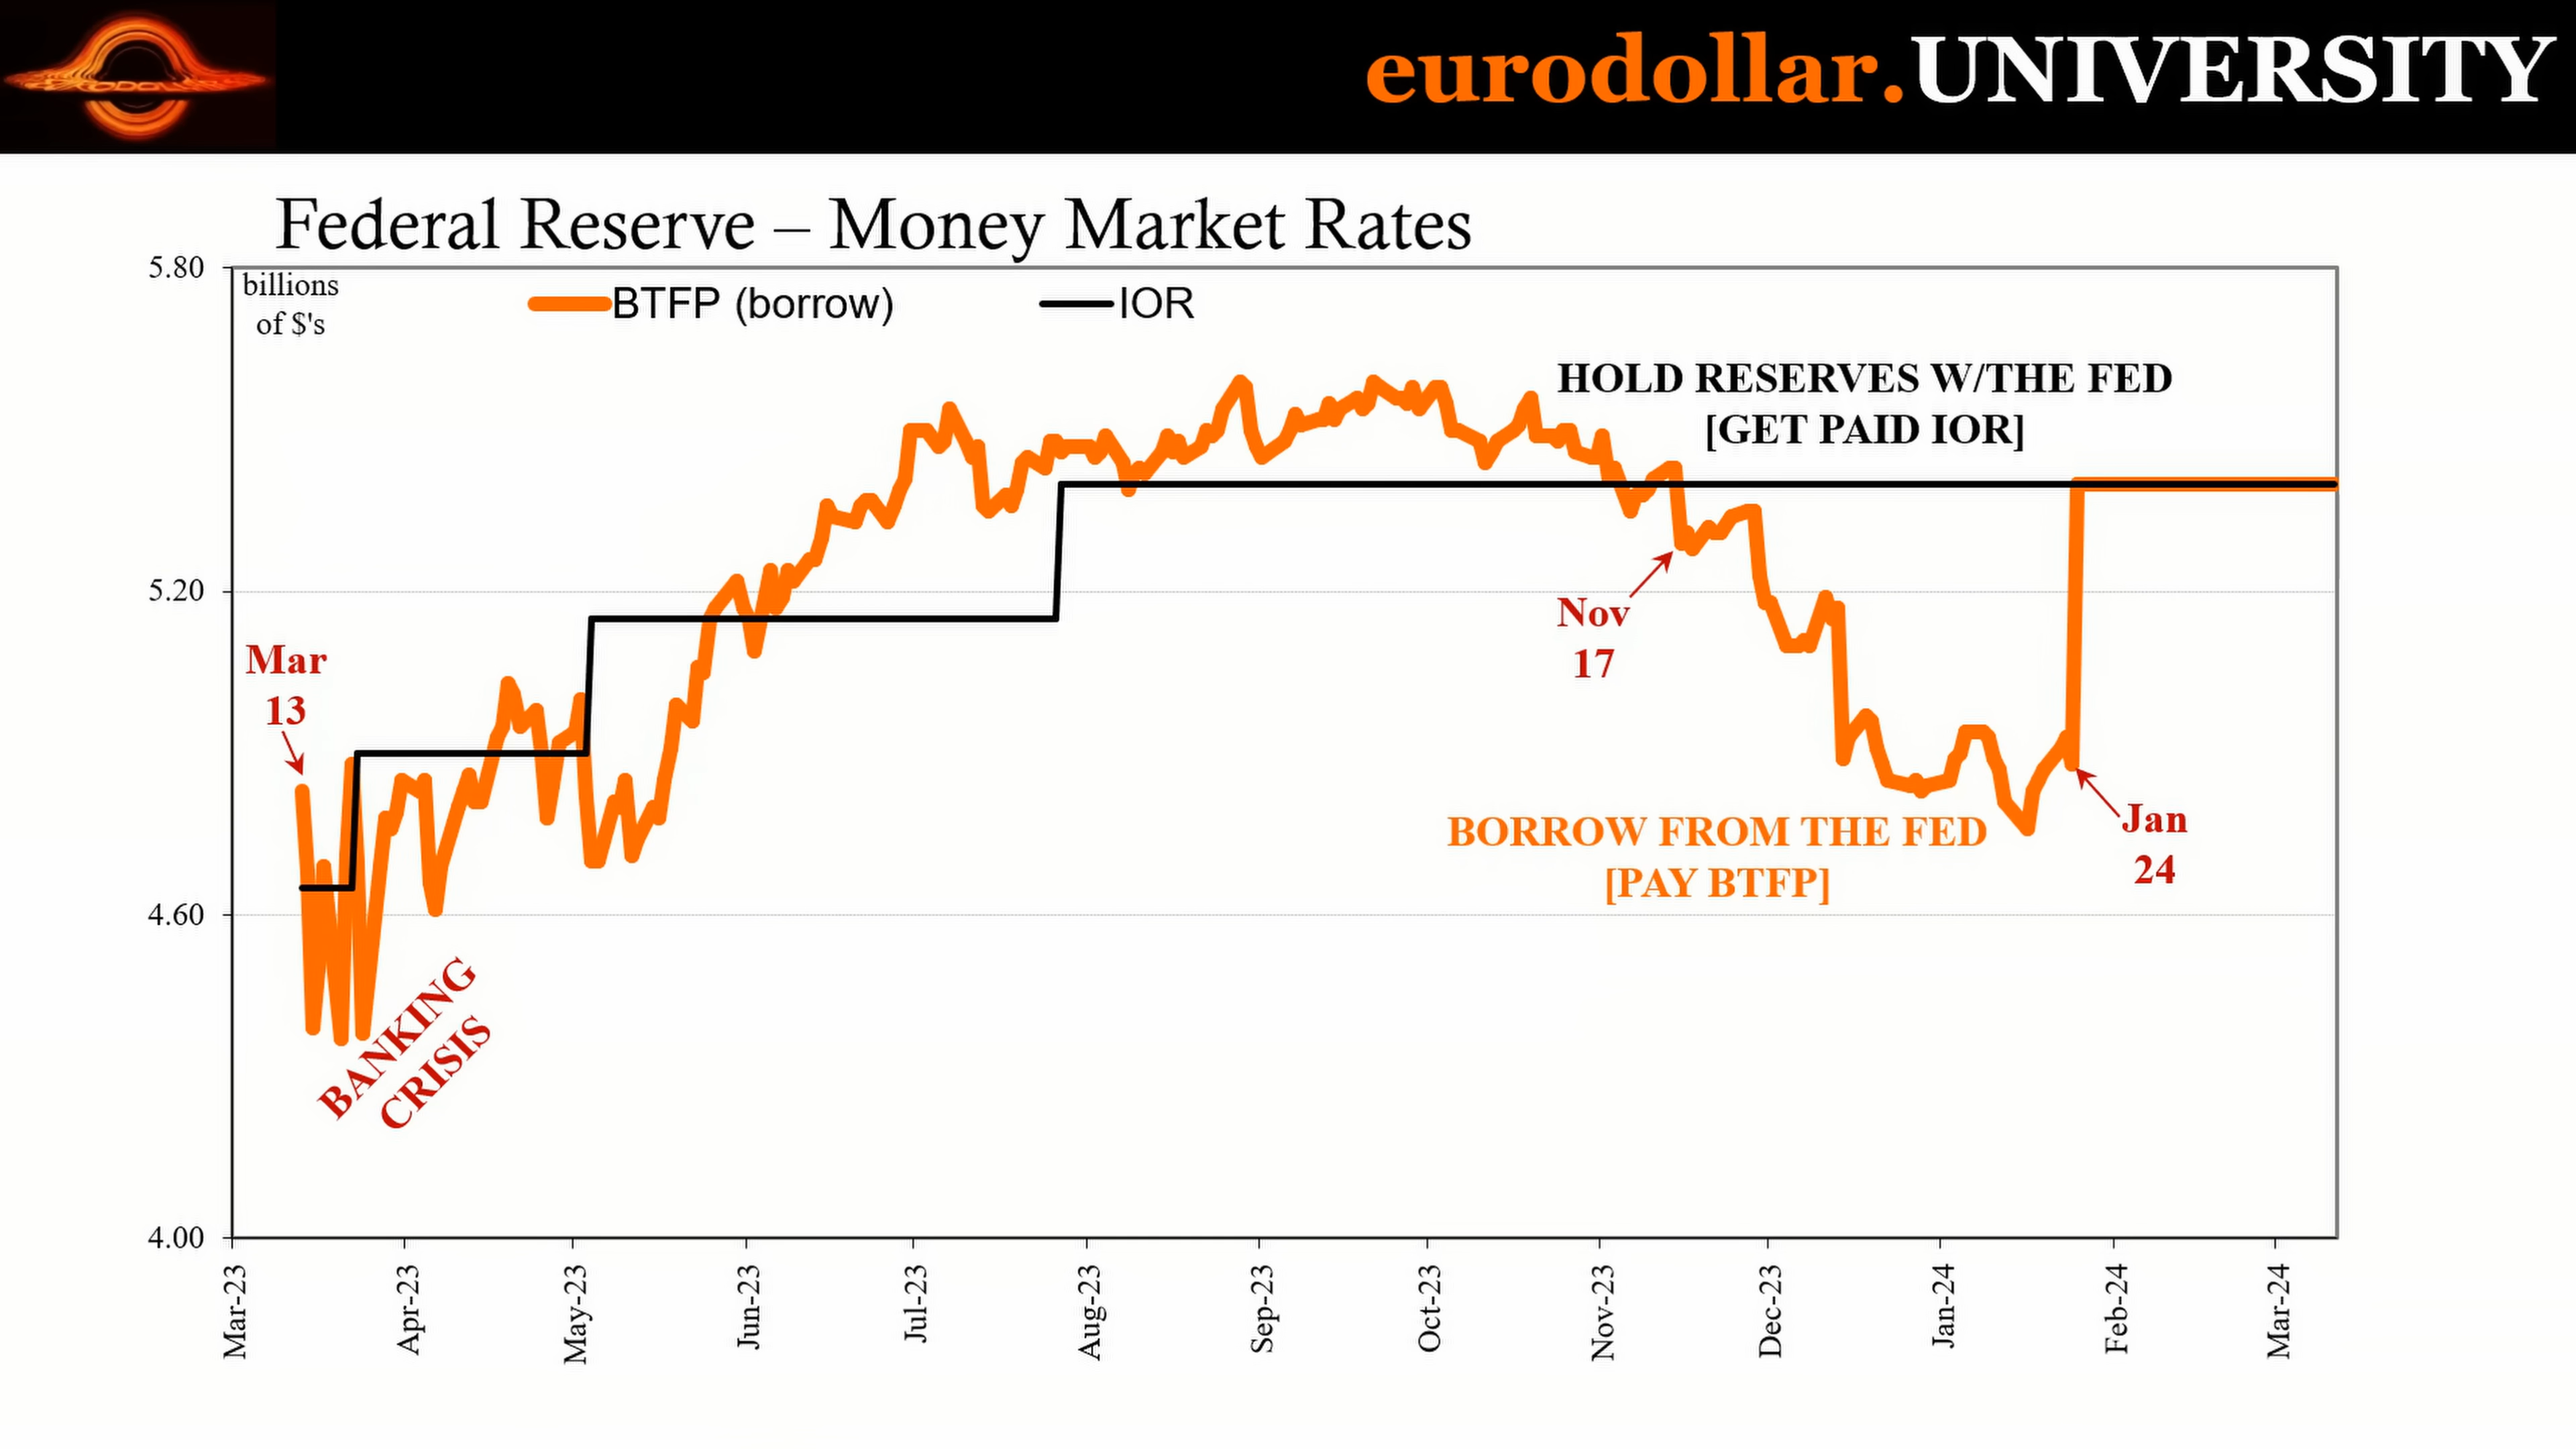 eurodollar.UNIVERSITY
Federal Reserve – Money Market Rates
billions
of $'s
BTFP (borrow)
IOR
5.80
5.20
4.60
4.00
HOLD RESERVES W/THE FED
[GET PAID IOR]
Mar
13
Nov
17
BORROW FROM THE FED
[PAY BTFP]
Jan
24
BANKING
CRISIS
Mar-23
Apr-23
May-23
Jun-23
Jul-23
Aug-23
Sep-23
Oct-23
Nov-23
Dec-23
Jan-24
Feb-24
Mar-24